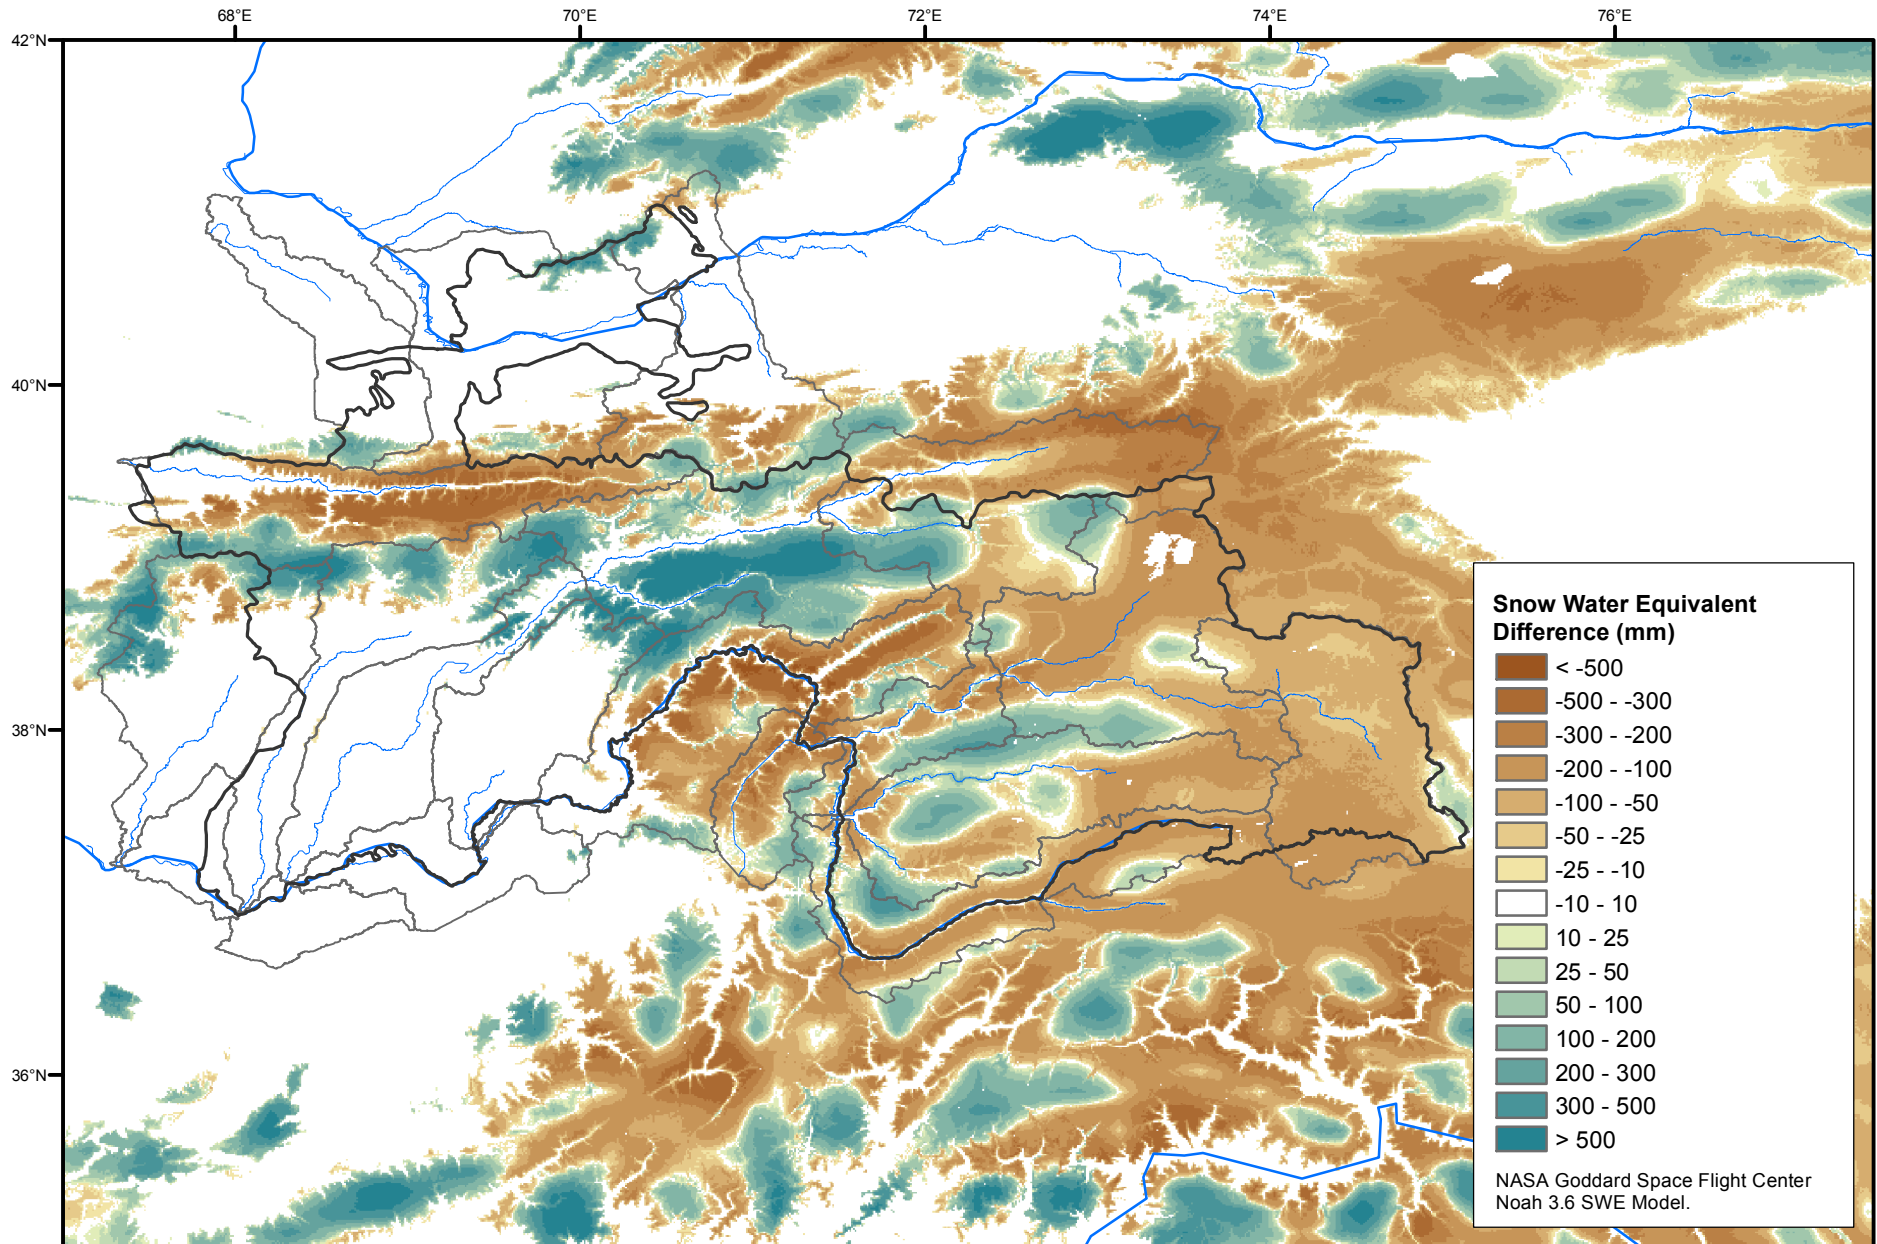 68°E
70°E
72°E
74°E
76°E
42°N
40°N
38°N
36°N
Snow Water Equivalent
Difference (mm)
< -500
-500 - -300
-300 - -200
-200 - -100
-100 - -50
-50 - -25
-25 - -10
-10 - 10
10 - 25
25 - 50
50 - 100
100 - 200
200 - 300
300 - 500
> 500
NASA Goddard Space Flight Center
Noah 3.6 SWE Model.